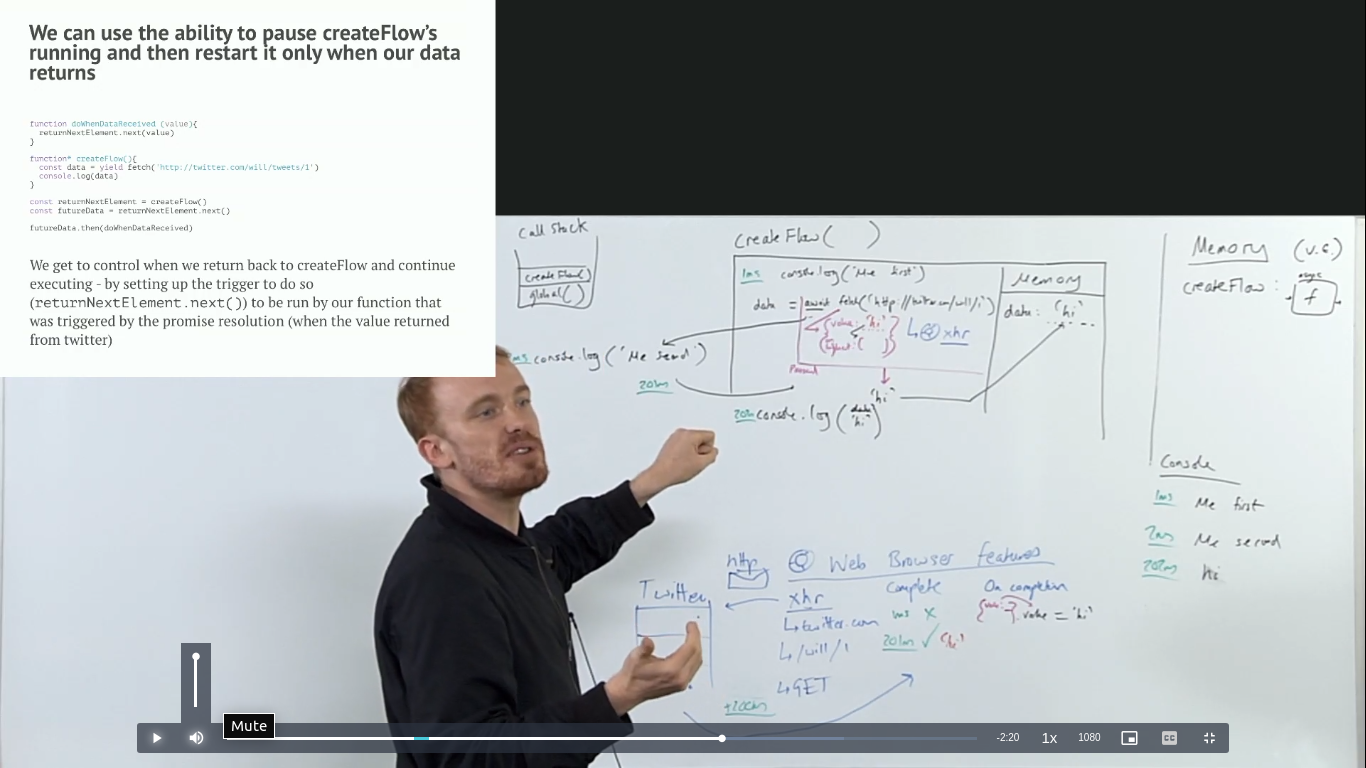 We can use the ability to pause createFlow’s
running and then restart it only when our data
returns
function doWhenDataReceived (value){
returnNextElement.next(value)
}
function* createFlow(){
const data = yield fetch('http://twitter.com/will/tweets/1')
console.log(data)
}
const returnNextElement = createFlow()
const futureData = returnNextElement.next()
futureData.then(doWhenDataReceived)
We get to control when we return back to createFlow and continue
executing - by setting up the trigger to do so
(returnNextElement.next()) to be run by our function that
was triggered by the promise resolution (when the value returned
from twitter)
Call Stack
createFlow()
global()
createFlow( )
1ms console.log('Me first')
data = await fetch('http://twitter.com/will/1')
{value: 'hi' }
↳ xhr
Paused
'hi'
Memory
data: 'hi'
console.log('Me second')
201ms
console.log(data
'hi')
Memory (v.e.)
createFlow:
async
f
Console
1ms Me first
2ms Me second
202ms hi
Twitter
http
Web Browser features
xhr
Complete
On completion
↳twitter.com
ms X
.value = 'hi'
↳/will/1
201ms ✓ 'hi'
↳GET
+200ms
Mute
-2:20
1x
1080
CC